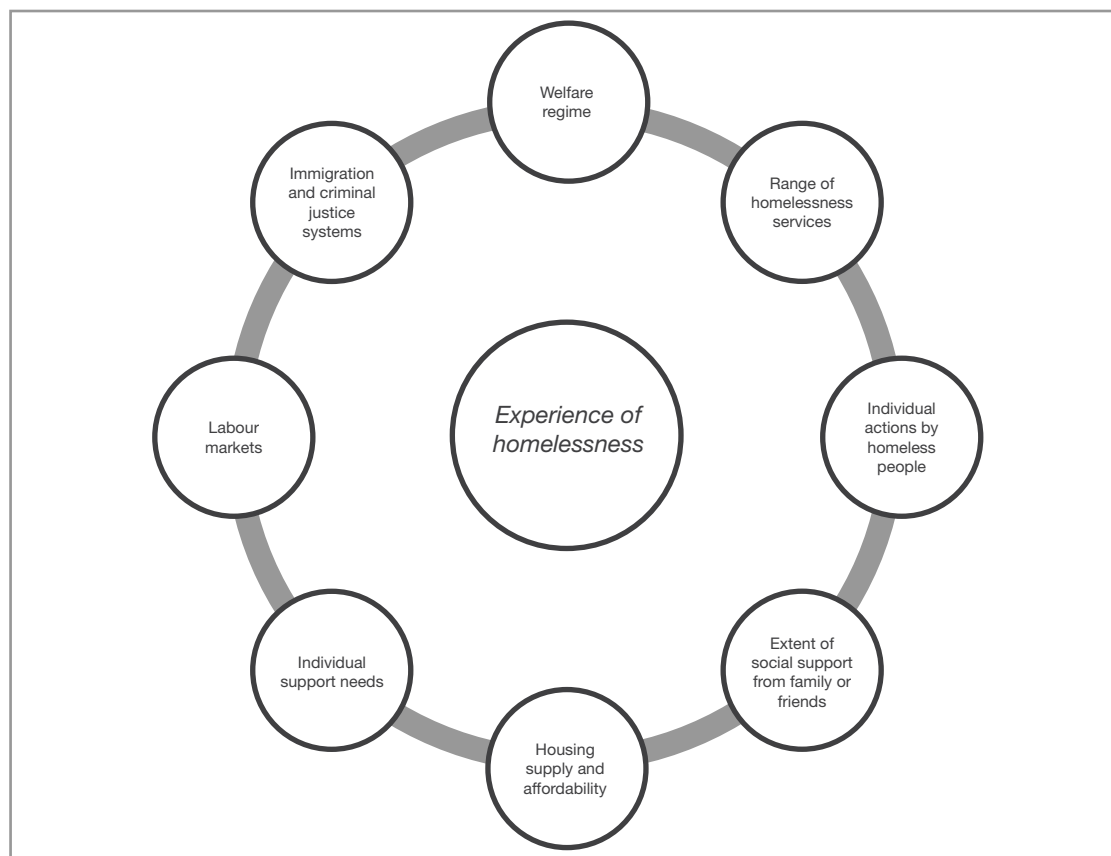 Welfare
regime
Range of
homelessness
services
Individual
actions by
homeless
people
Extent of
social support
from family or
friends
Housing
supply and
affordability
Individual
support needs
Labour
markets
Immigration
and criminal
justice
systems
Experience of
homelessness